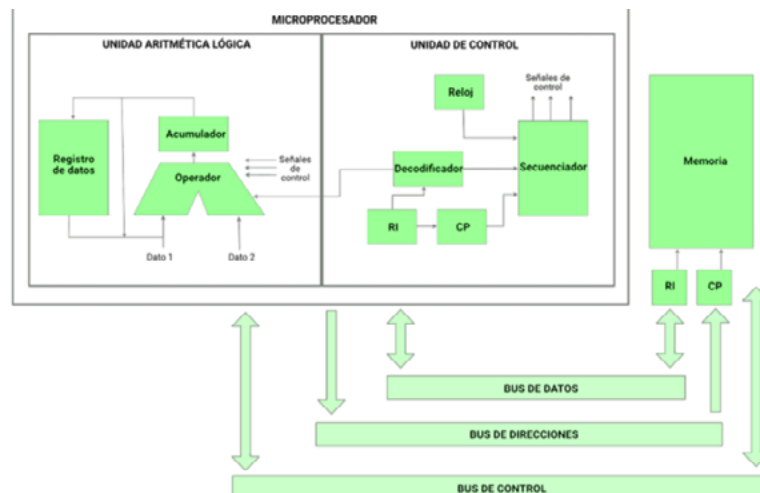 MICROPROCESADOR
UNIDAD ARITMÉTICA LÓGICA
Registro
de datos
Acumulador
Operador
Señales
de
control
Dato 1
Dato 2
UNIDAD DE CONTROL
Reloj
Señales de
control
Decodificador
Secuenciador
RI
CP
Memoria
RI
CP
BUS DE DATOS
BUS DE DIRECCIONES
BUS DE CONTROL